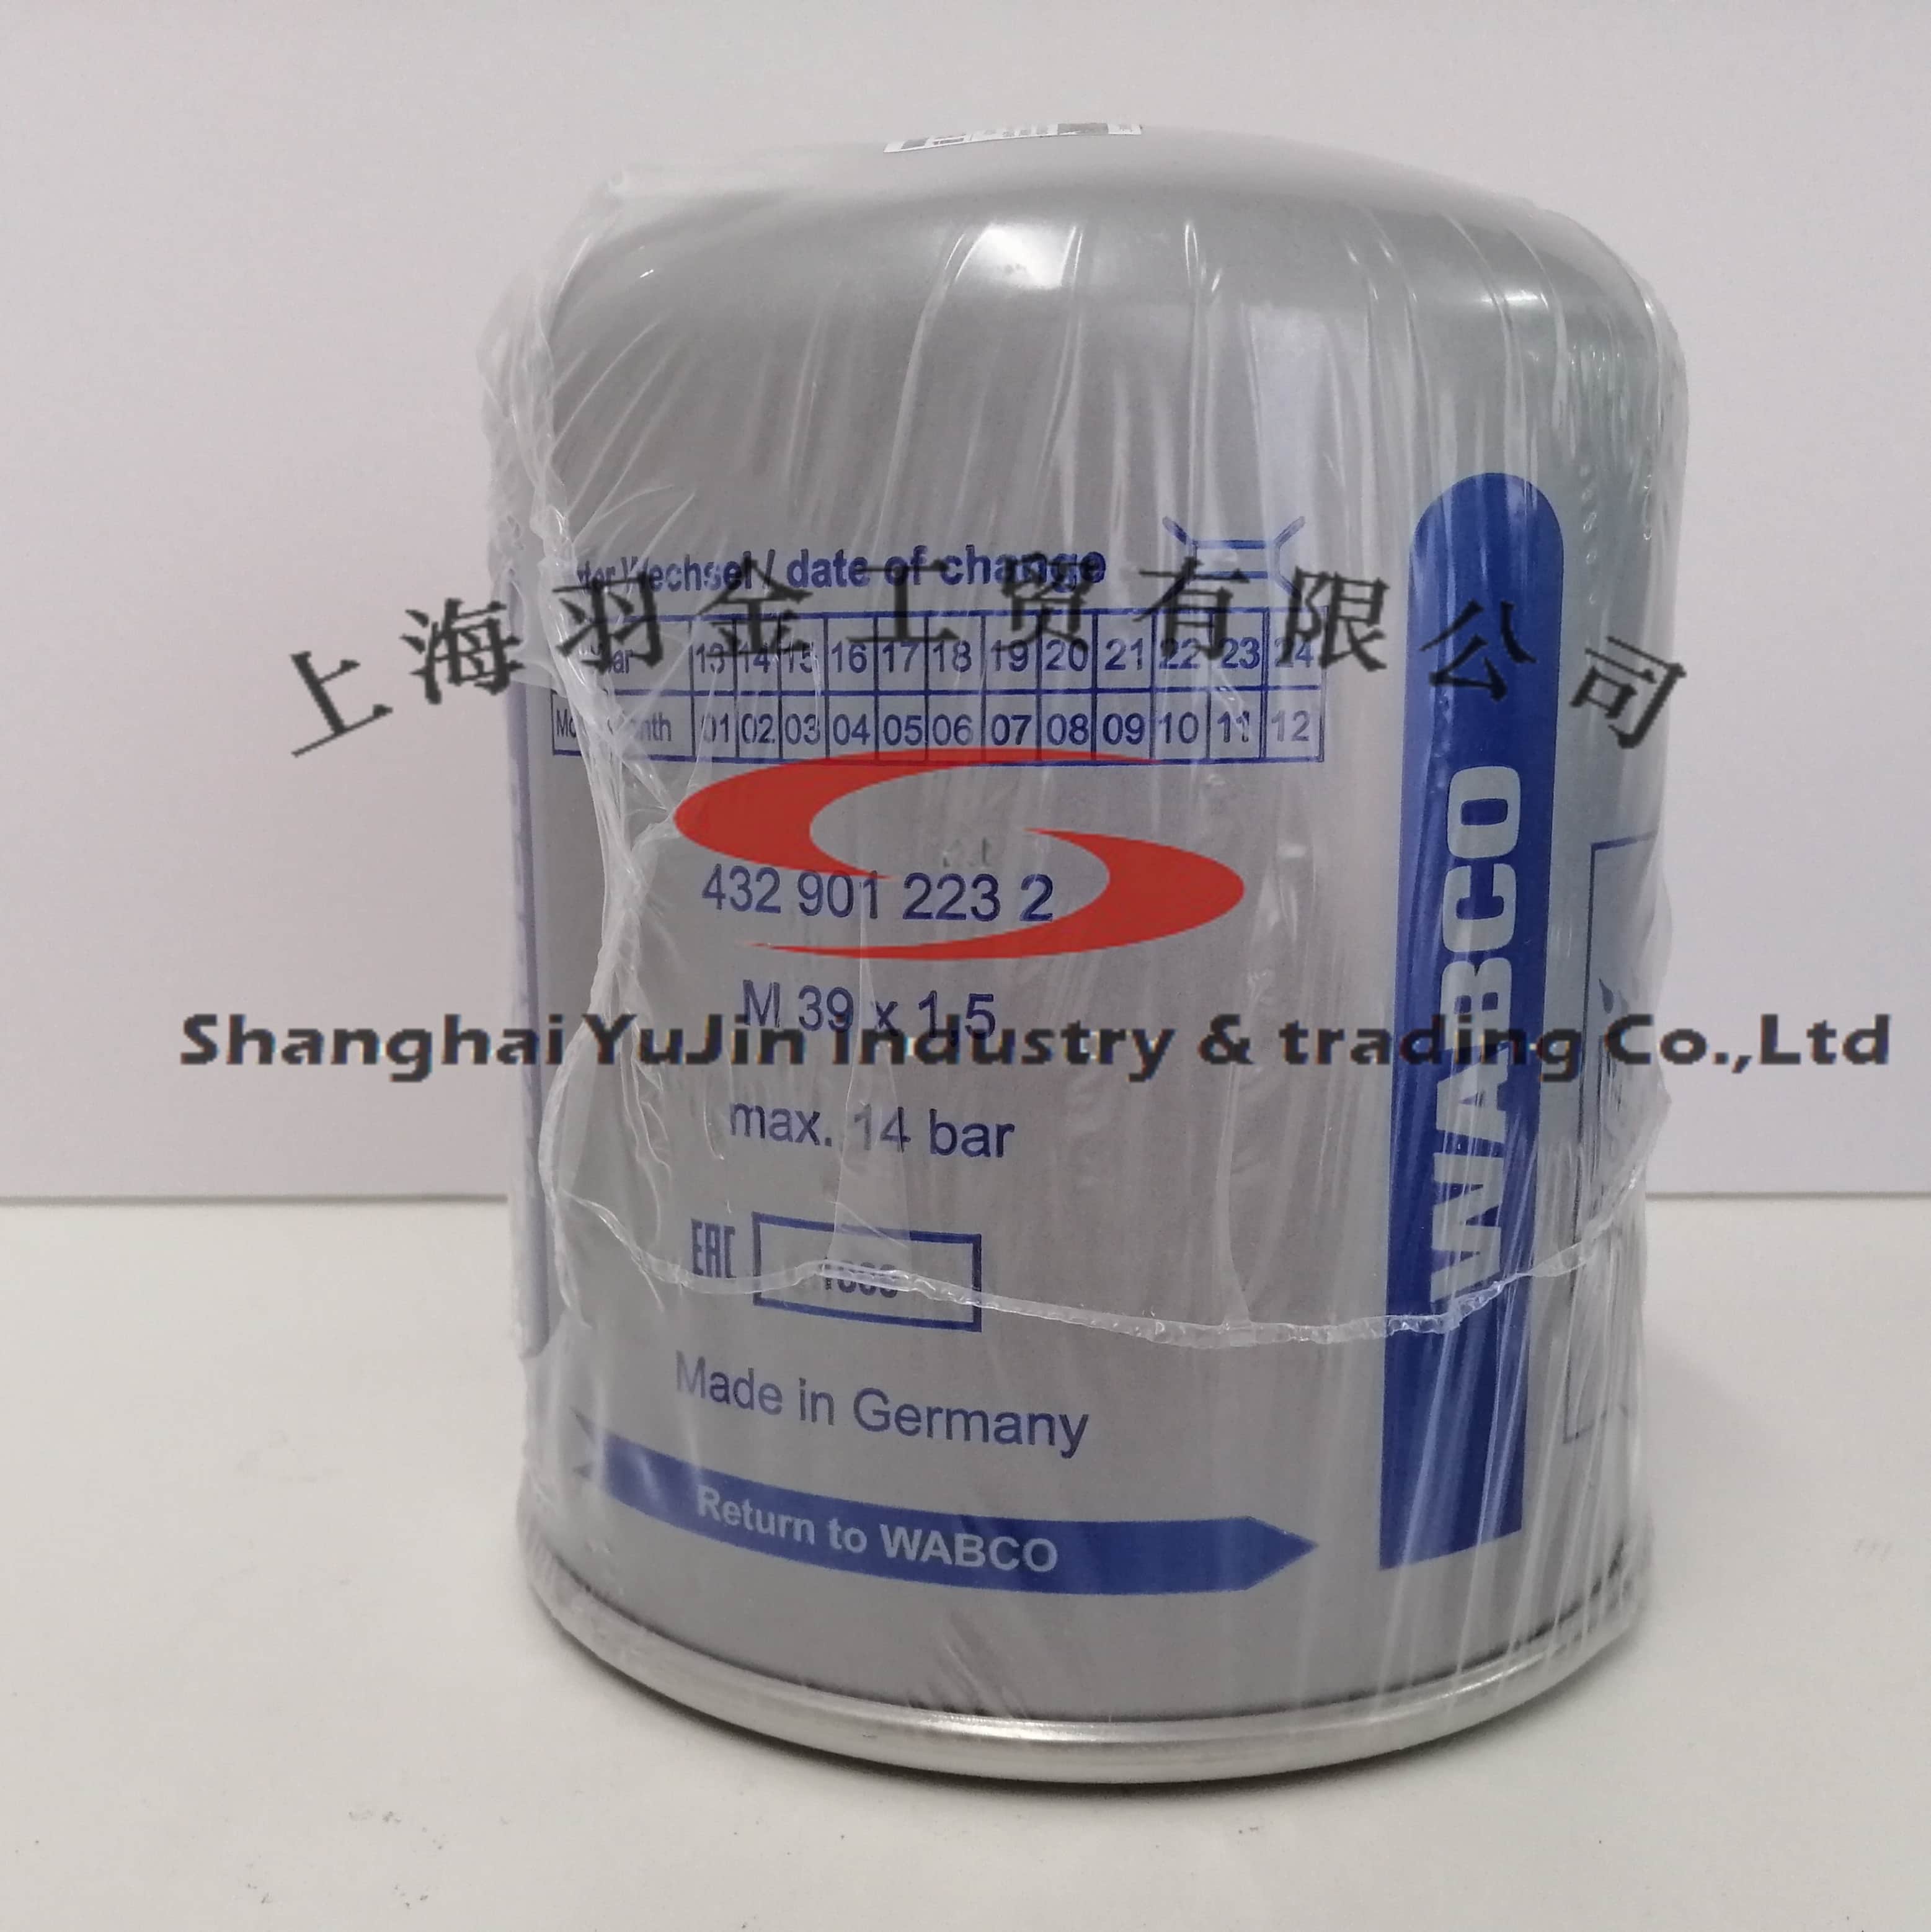 / date of change
上海羽金工贸有限公司
13 14 15 16 17 18 19 20 21 22 23 24
01 02 03 04 05 06 07 08 09 10 11 12
432 901 223 2
M 39 x 1,5
Shanghai YuJin industry & trading Co.,Ltd
max. 14 bar
EAC
Made in Germany
Return to WABCO
WABCO